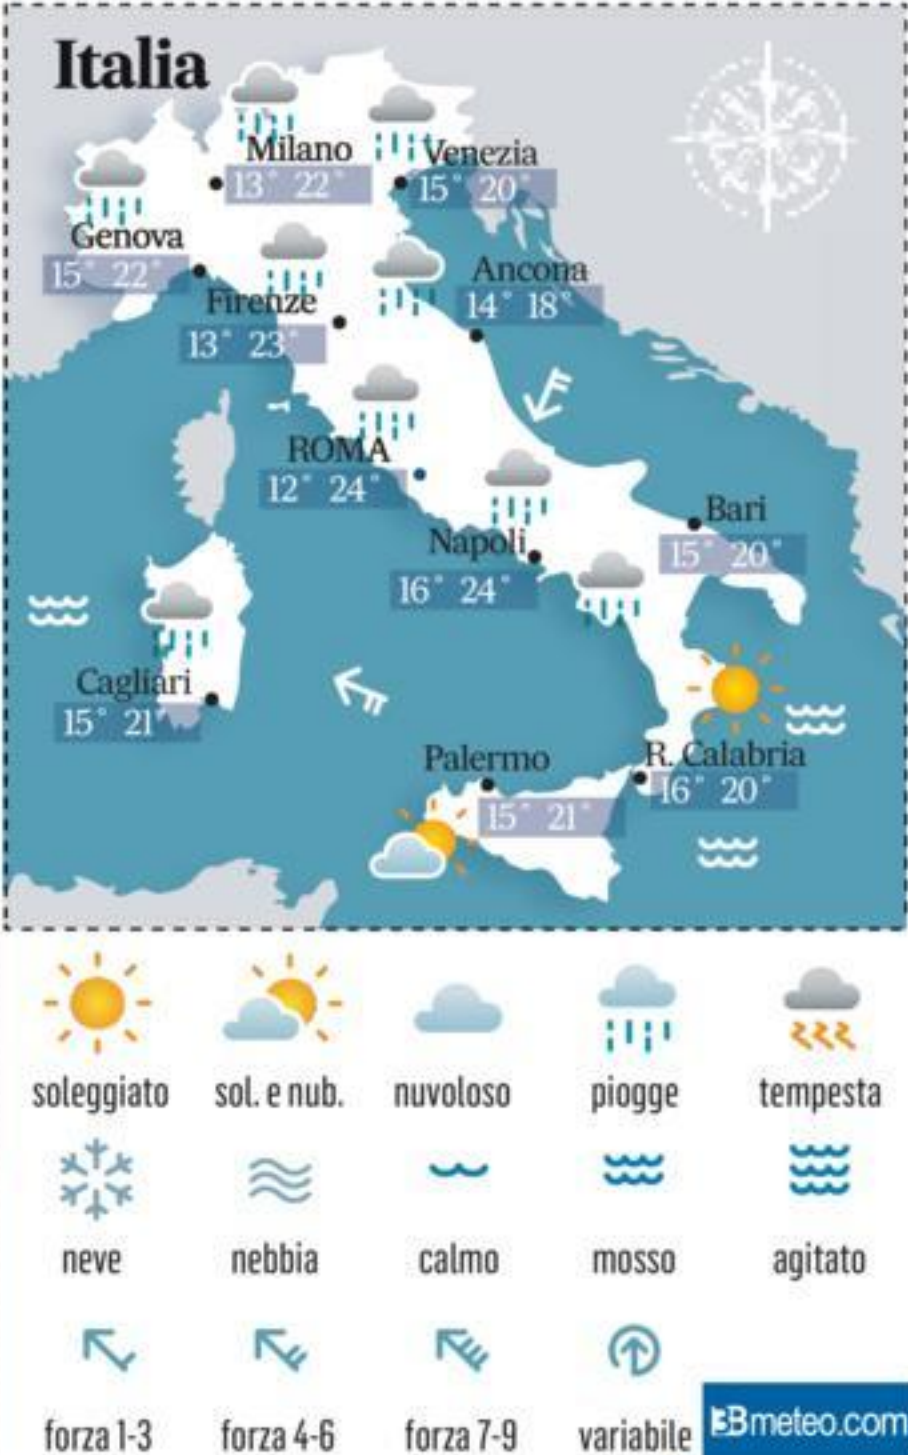 Italia
Milano
13° 22°
Venezia
15° 20°
Genova
15° 22°
Firenze
13° 23°
Ancona
14° 18°
ROMA
12° 24°
Napoli
16° 24°
Bari
15° 20°
Cagliari
15° 21°
Palermo
15° 21°
R. Calabria
16° 20°
soleggiato sol. e nub. nuvoloso piogge tempesta
neve nebbia calmo mosso agitato
forza 1-3 forza 4-6 forza 7-9 variabile
3Bmeteo.com